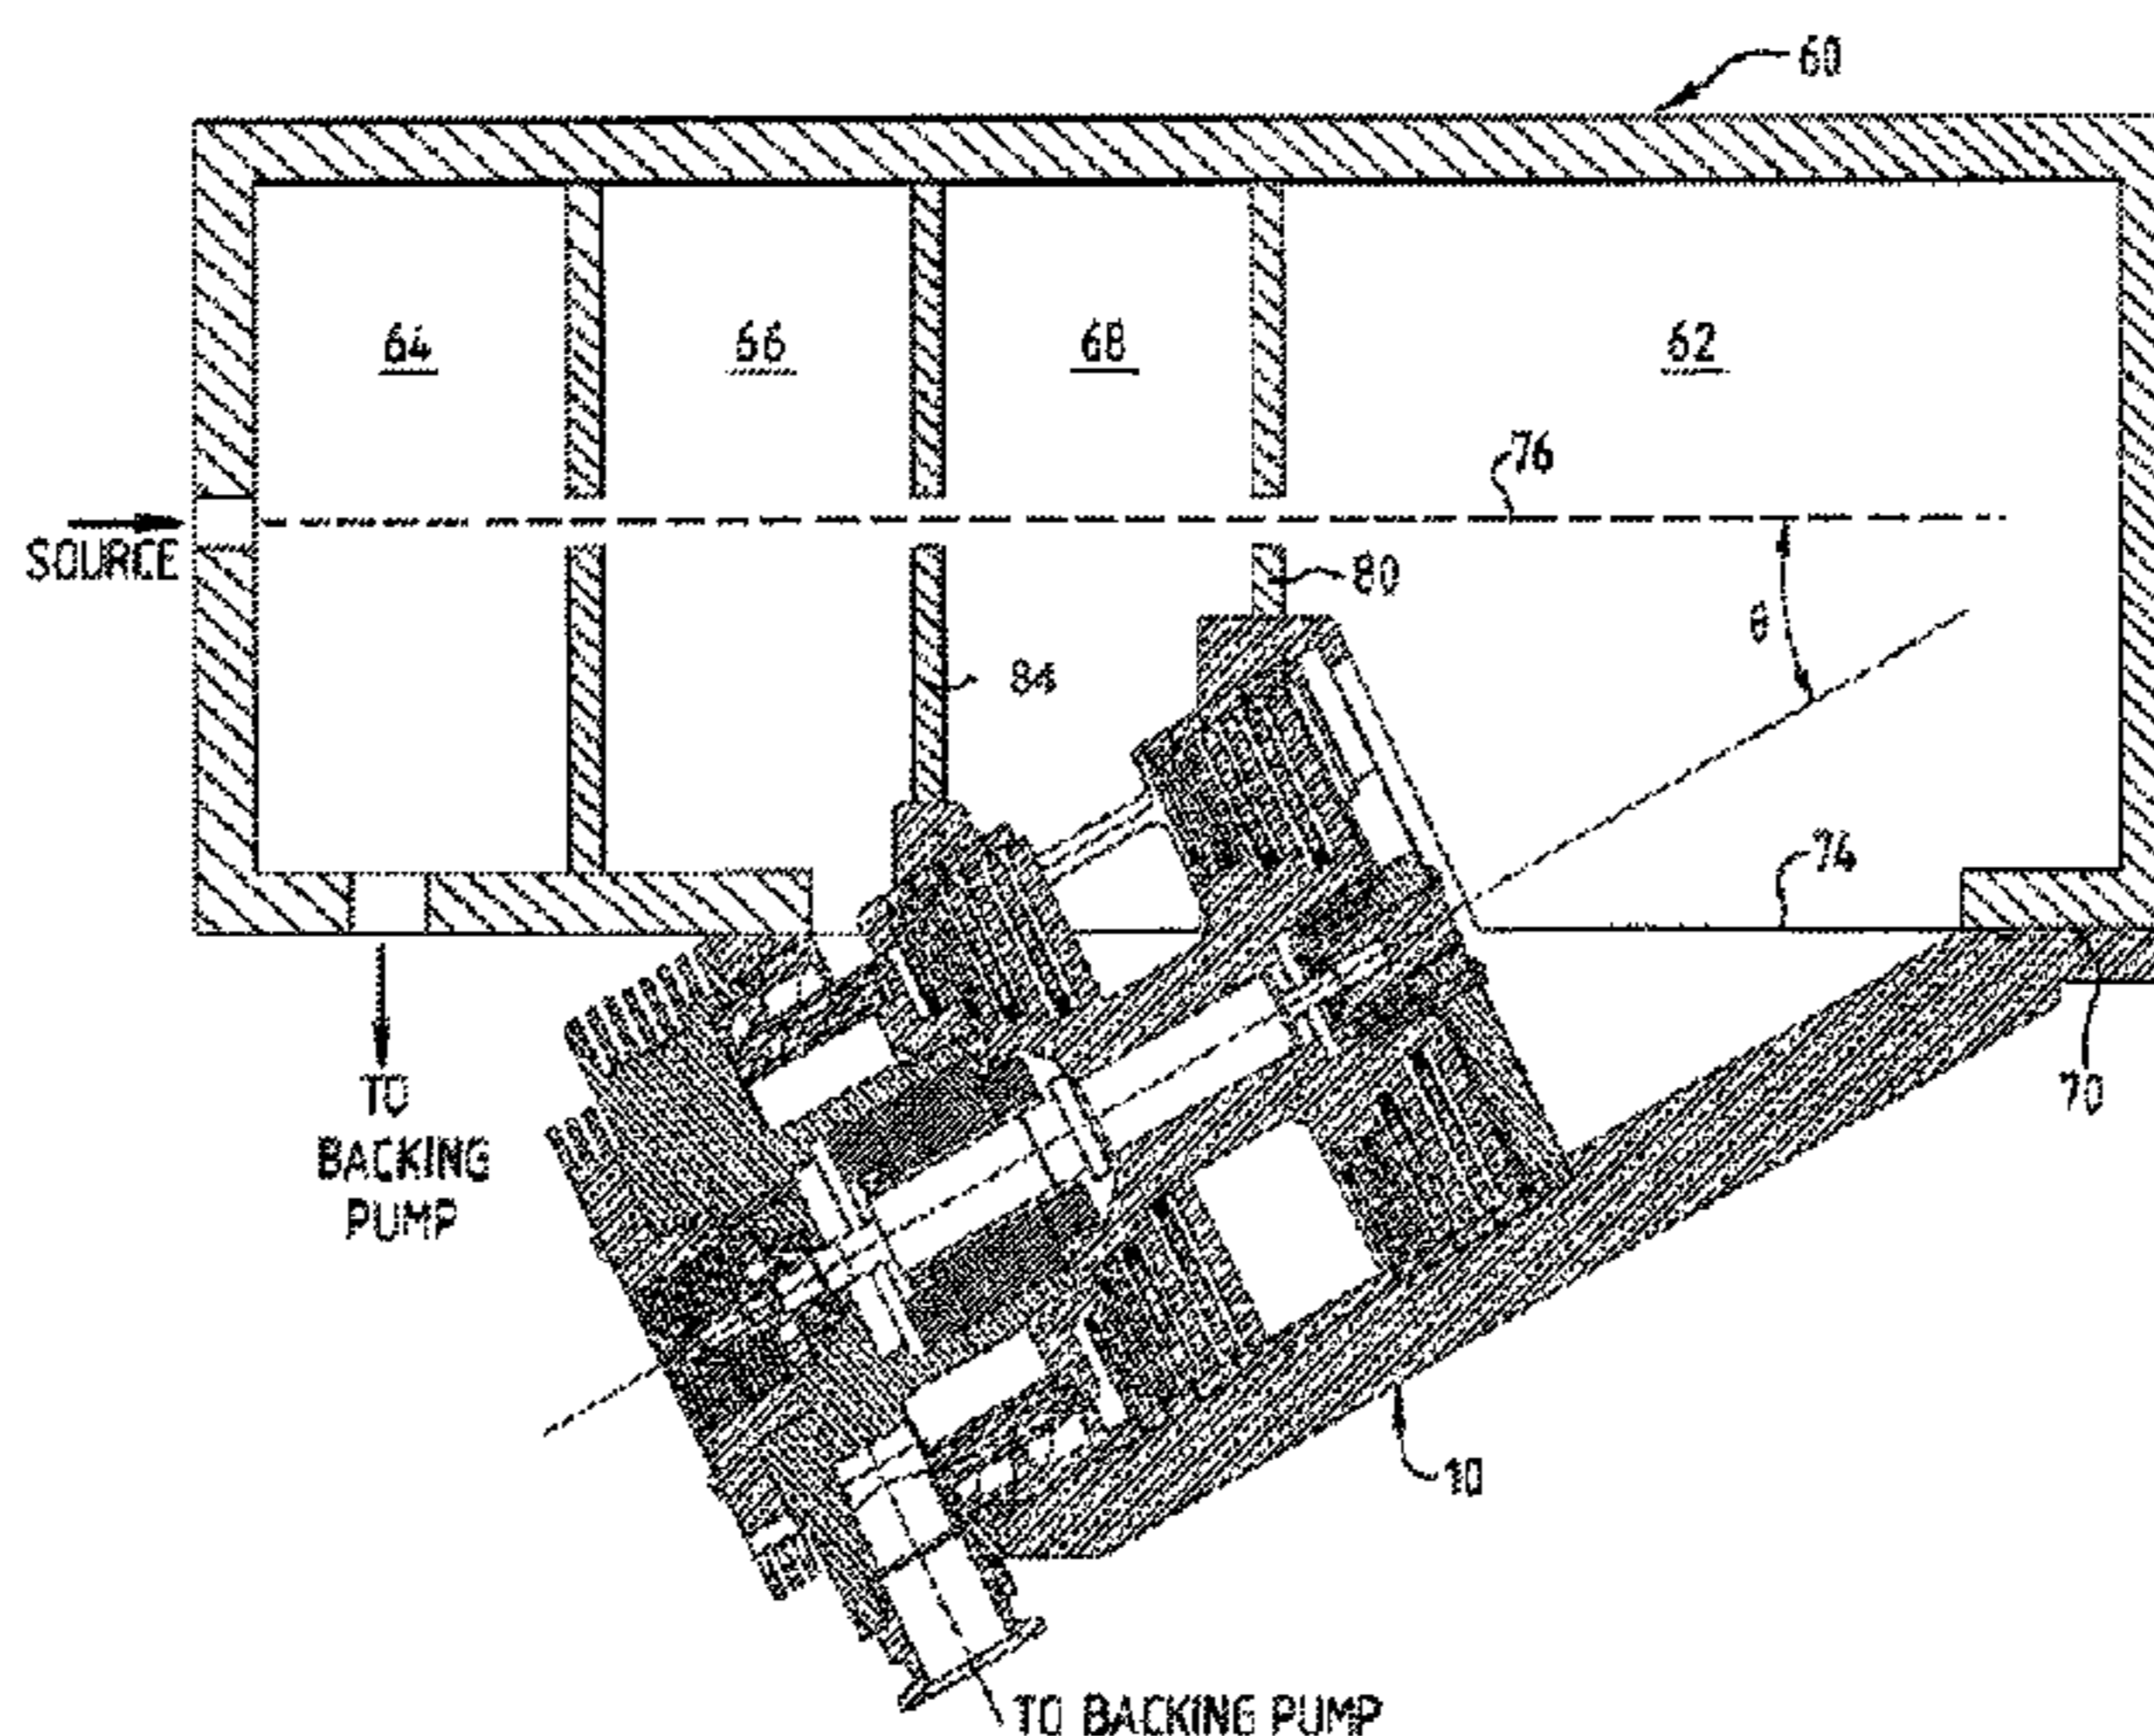 60
64
66
68
62
76
SOURCE
80
θ
84
74
TO
BACKING
PUMP
70
10
TO BACKING PUMP